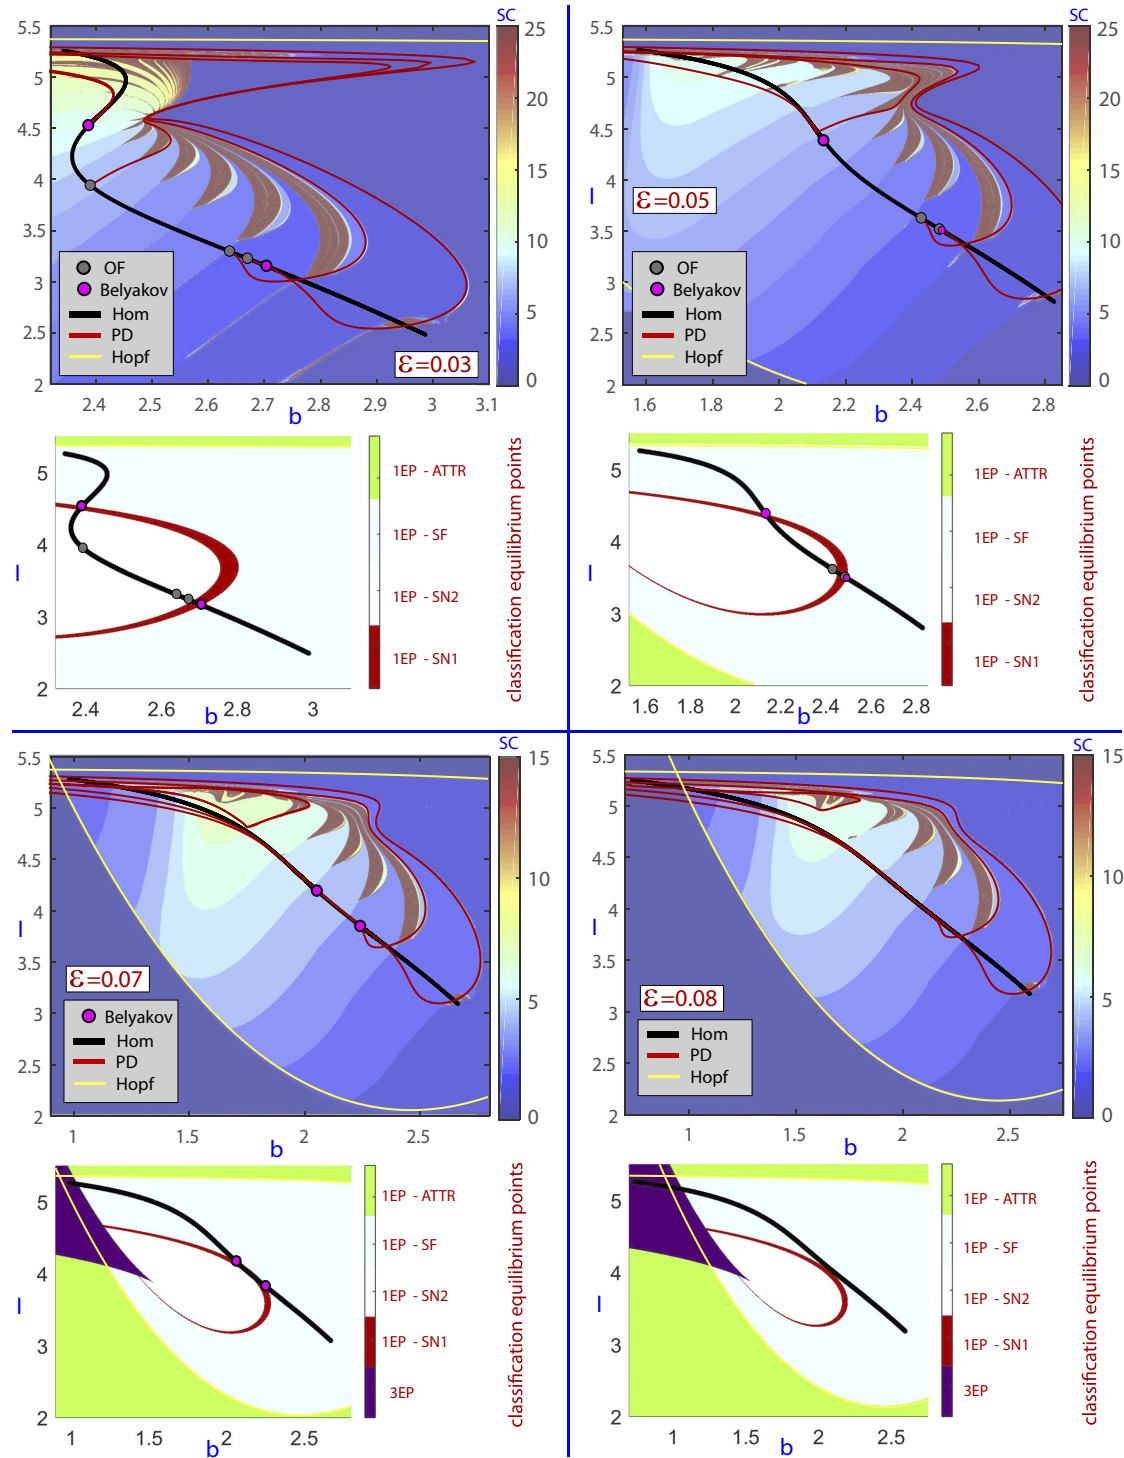 SC
5.5
5
4.5
4
3.5
3
2.5
2
2.4
2.5
2.6
2.7
2.8
2.9
3
3.1
b
25
20
15
10
5
0
OF
Belyakov
Hom
PD
Hopf
ε=0.03
SC
5.5
5
4.5
4
3.5
3
2.5
2
I
1.6
1.8
2
2.2
2.4
2.6
2.8
b
25
20
15
10
5
0
ε=0.05
OF
Belyakov
Hom
PD
Hopf
5
4
3
2
I
2.4
2.6
2.8
3
b
1EP - ATTR
1EP - SF
1EP - SN2
1EP - SN1
classification equilibrium points
5
4
3
2
I
1.6
1.8
2
2.2
2.4
2.6
2.8
b
1EP - ATTR
1EP - SF
1EP - SN2
1EP - SN1
classification equilibrium points
SC
5.5
5
4.5
4
3.5
3
2.5
2
I
1
1.5
2
2.5
b
15
10
5
0
ε=0.07
Belyakov
Hom
PD
Hopf
SC
5.5
5
4.5
4
3.5
3
2.5
2
I
1
1.5
2
2.5
b
15
10
5
0
ε=0.08
Hom
PD
Hopf
5
4
3
2
I
1
1.5
2
2.5
b
1EP - ATTR
1EP - SF
1EP - SN2
1EP - SN1
3EP
classification equilibrium points
5
4
3
2
I
1
1.5
2
2.5
b
1EP - ATTR
1EP - SF
1EP - SN2
1EP - SN1
3EP
classification equilibrium points